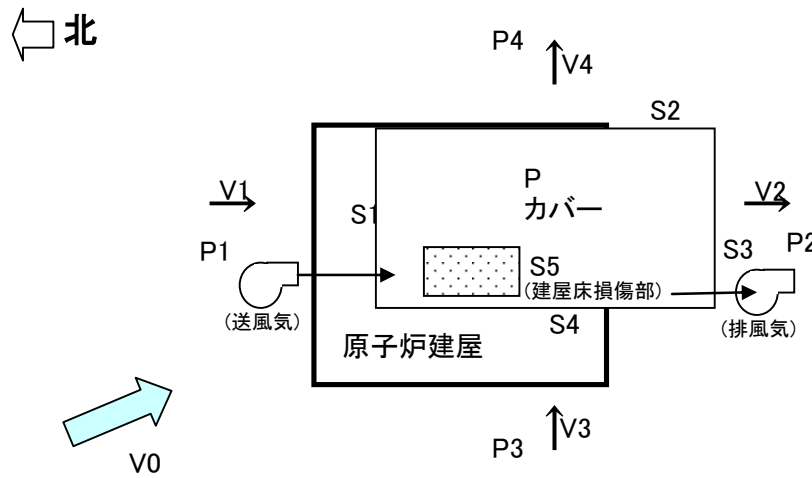 北
P4
V4
S2
P
カバー
V1
V2
S1
P1
S3
P2
S5
(建屋床損傷部)
(送風気)
S4
(排風気)
原子炉建屋
V3
P3
V0